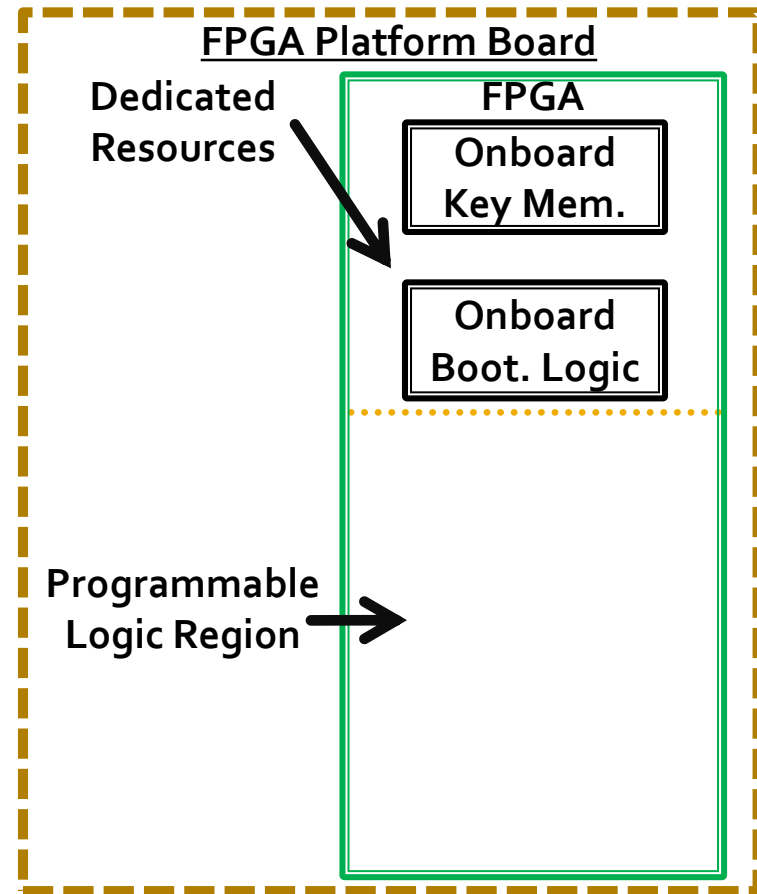 FPGA Platform Board
Dedicated
Resources
FPGA
Onboard
Key Mem.
Onboard
Boot. Logic
Programmable
Logic Region